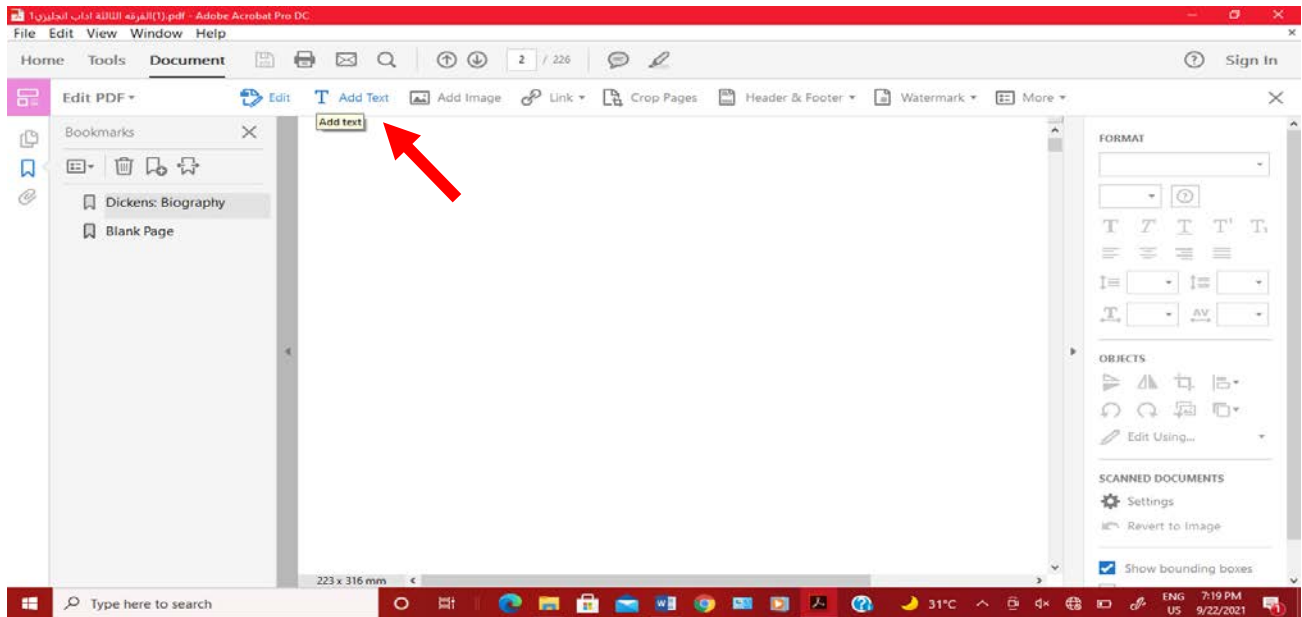 1الفرقه الثالثة اداب انجليزي(1).pdf - Adobe Acrobat Pro DC
File Edit View Window Help
Home Tools Document 2 / 226 Sign In
Edit PDF Edit Add Text Add Image Link Crop Pages Header & Footer Watermark More
Add text
Bookmarks
Dickens: Biography
Blank Page
FORMAT
OBJECTS
Edit Using...
SCANNED DOCUMENTS
Settings
Revert to Image
Show bounding boxes
223 x 316 mm
Type here to search 31°C ENG 7:19 PM
US 9/22/2021